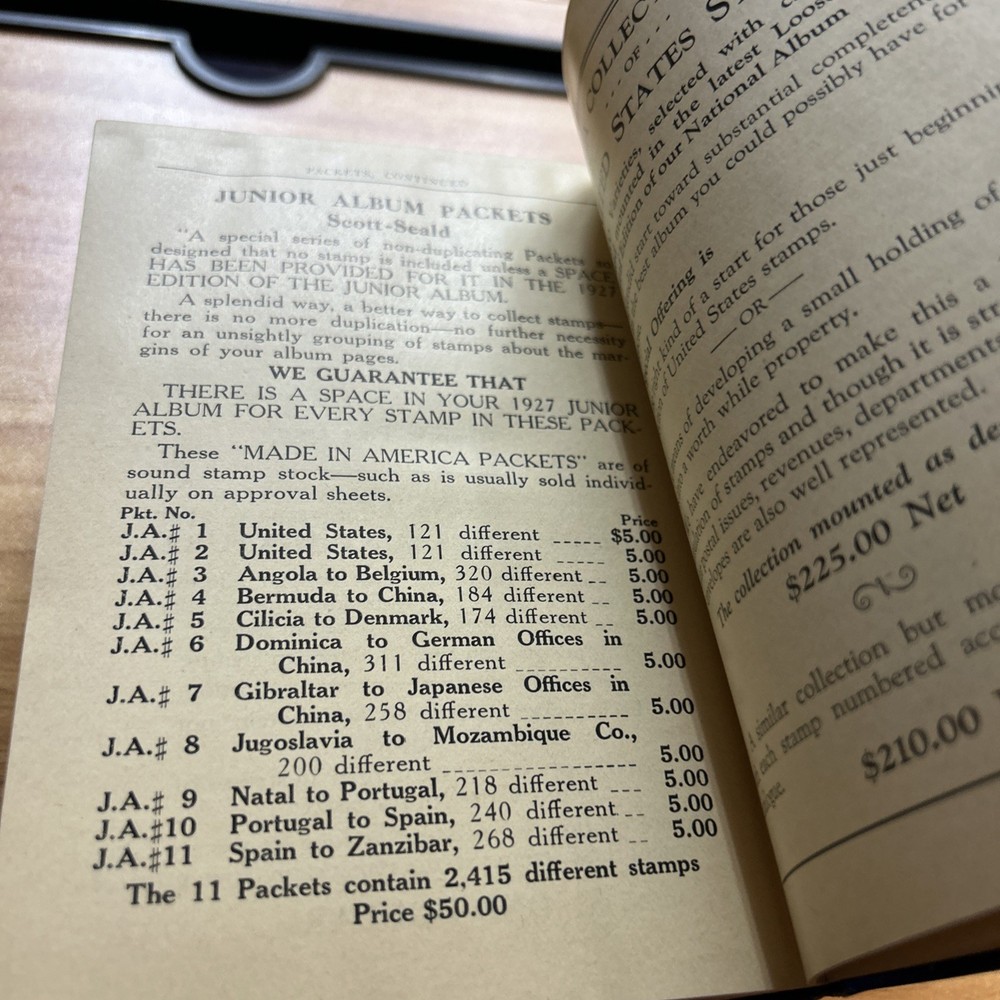 PACKETS, CONTINUED
JUNIOR ALBUM PACKETS
Scott-Seald
"A special series of non-duplicating Packets so
designed that no stamp is included unless a SPACE
HAS BEEN PROVIDED FOR IT IN THE 1927
EDITION OF THE JUNIOR ALBUM.
A splendid way, a better way to collect stamps—
there is no more duplication—no further necessity
for an unsightly grouping of stamps about the mar-
gins of your album pages.
WE GUARANTEE THAT
THERE IS A SPACE IN YOUR 1927 JUNIOR
ALBUM FOR EVERY STAMP IN THESE PACK-
ETS.
These "MADE IN AMERICA PACKETS" are of
sound stamp stock—such as is usually sold individ-
ually on approval sheets.
Pkt. No. Price
J.A.# 1 United States, 121 different ----- $5.00
J.A.# 2 United States, 121 different 5.00
J.A.# 3 Angola to Belgium, 320 different -- 5.00
J.A.# 4 Bermuda to China, 184 different -- 5.00
J.A.# 5 Cilicia to Denmark, 174 different -- 5.00
J.A.# 6 Dominica to German Offices in
China, 311 different ---------- 5.00
J.A.# 7 Gibraltar to Japanese Offices in
China, 258 different ---------- 5.00
J.A.# 8 Jugoslavia to Mozambique Co.,
200 different ------------------ 5.00
J.A.# 9 Natal to Portugal, 218 different --- 5.00
J.A.#10 Portugal to Spain, 240 different -- 5.00
J.A.#11 Spain to Zanzibar, 268 different -- 5.00
The 11 Packets contain 2,415 different stamps
Price $50.00
... OF ...
STATES
selected with
in the latest Loose
of our National Album
start toward substantial
best album you could possibly have for
Offering is
kind of a start for those just
of United States stamps.
—OR—
of developing a small holding of
a worth while property.
have endeavored to make this a
of stamps and though it is
issues, revenues, departments
are also well represented.
The collection mounted as
$225.00 Net
A similar collection but
each stamp numbered
$210.00